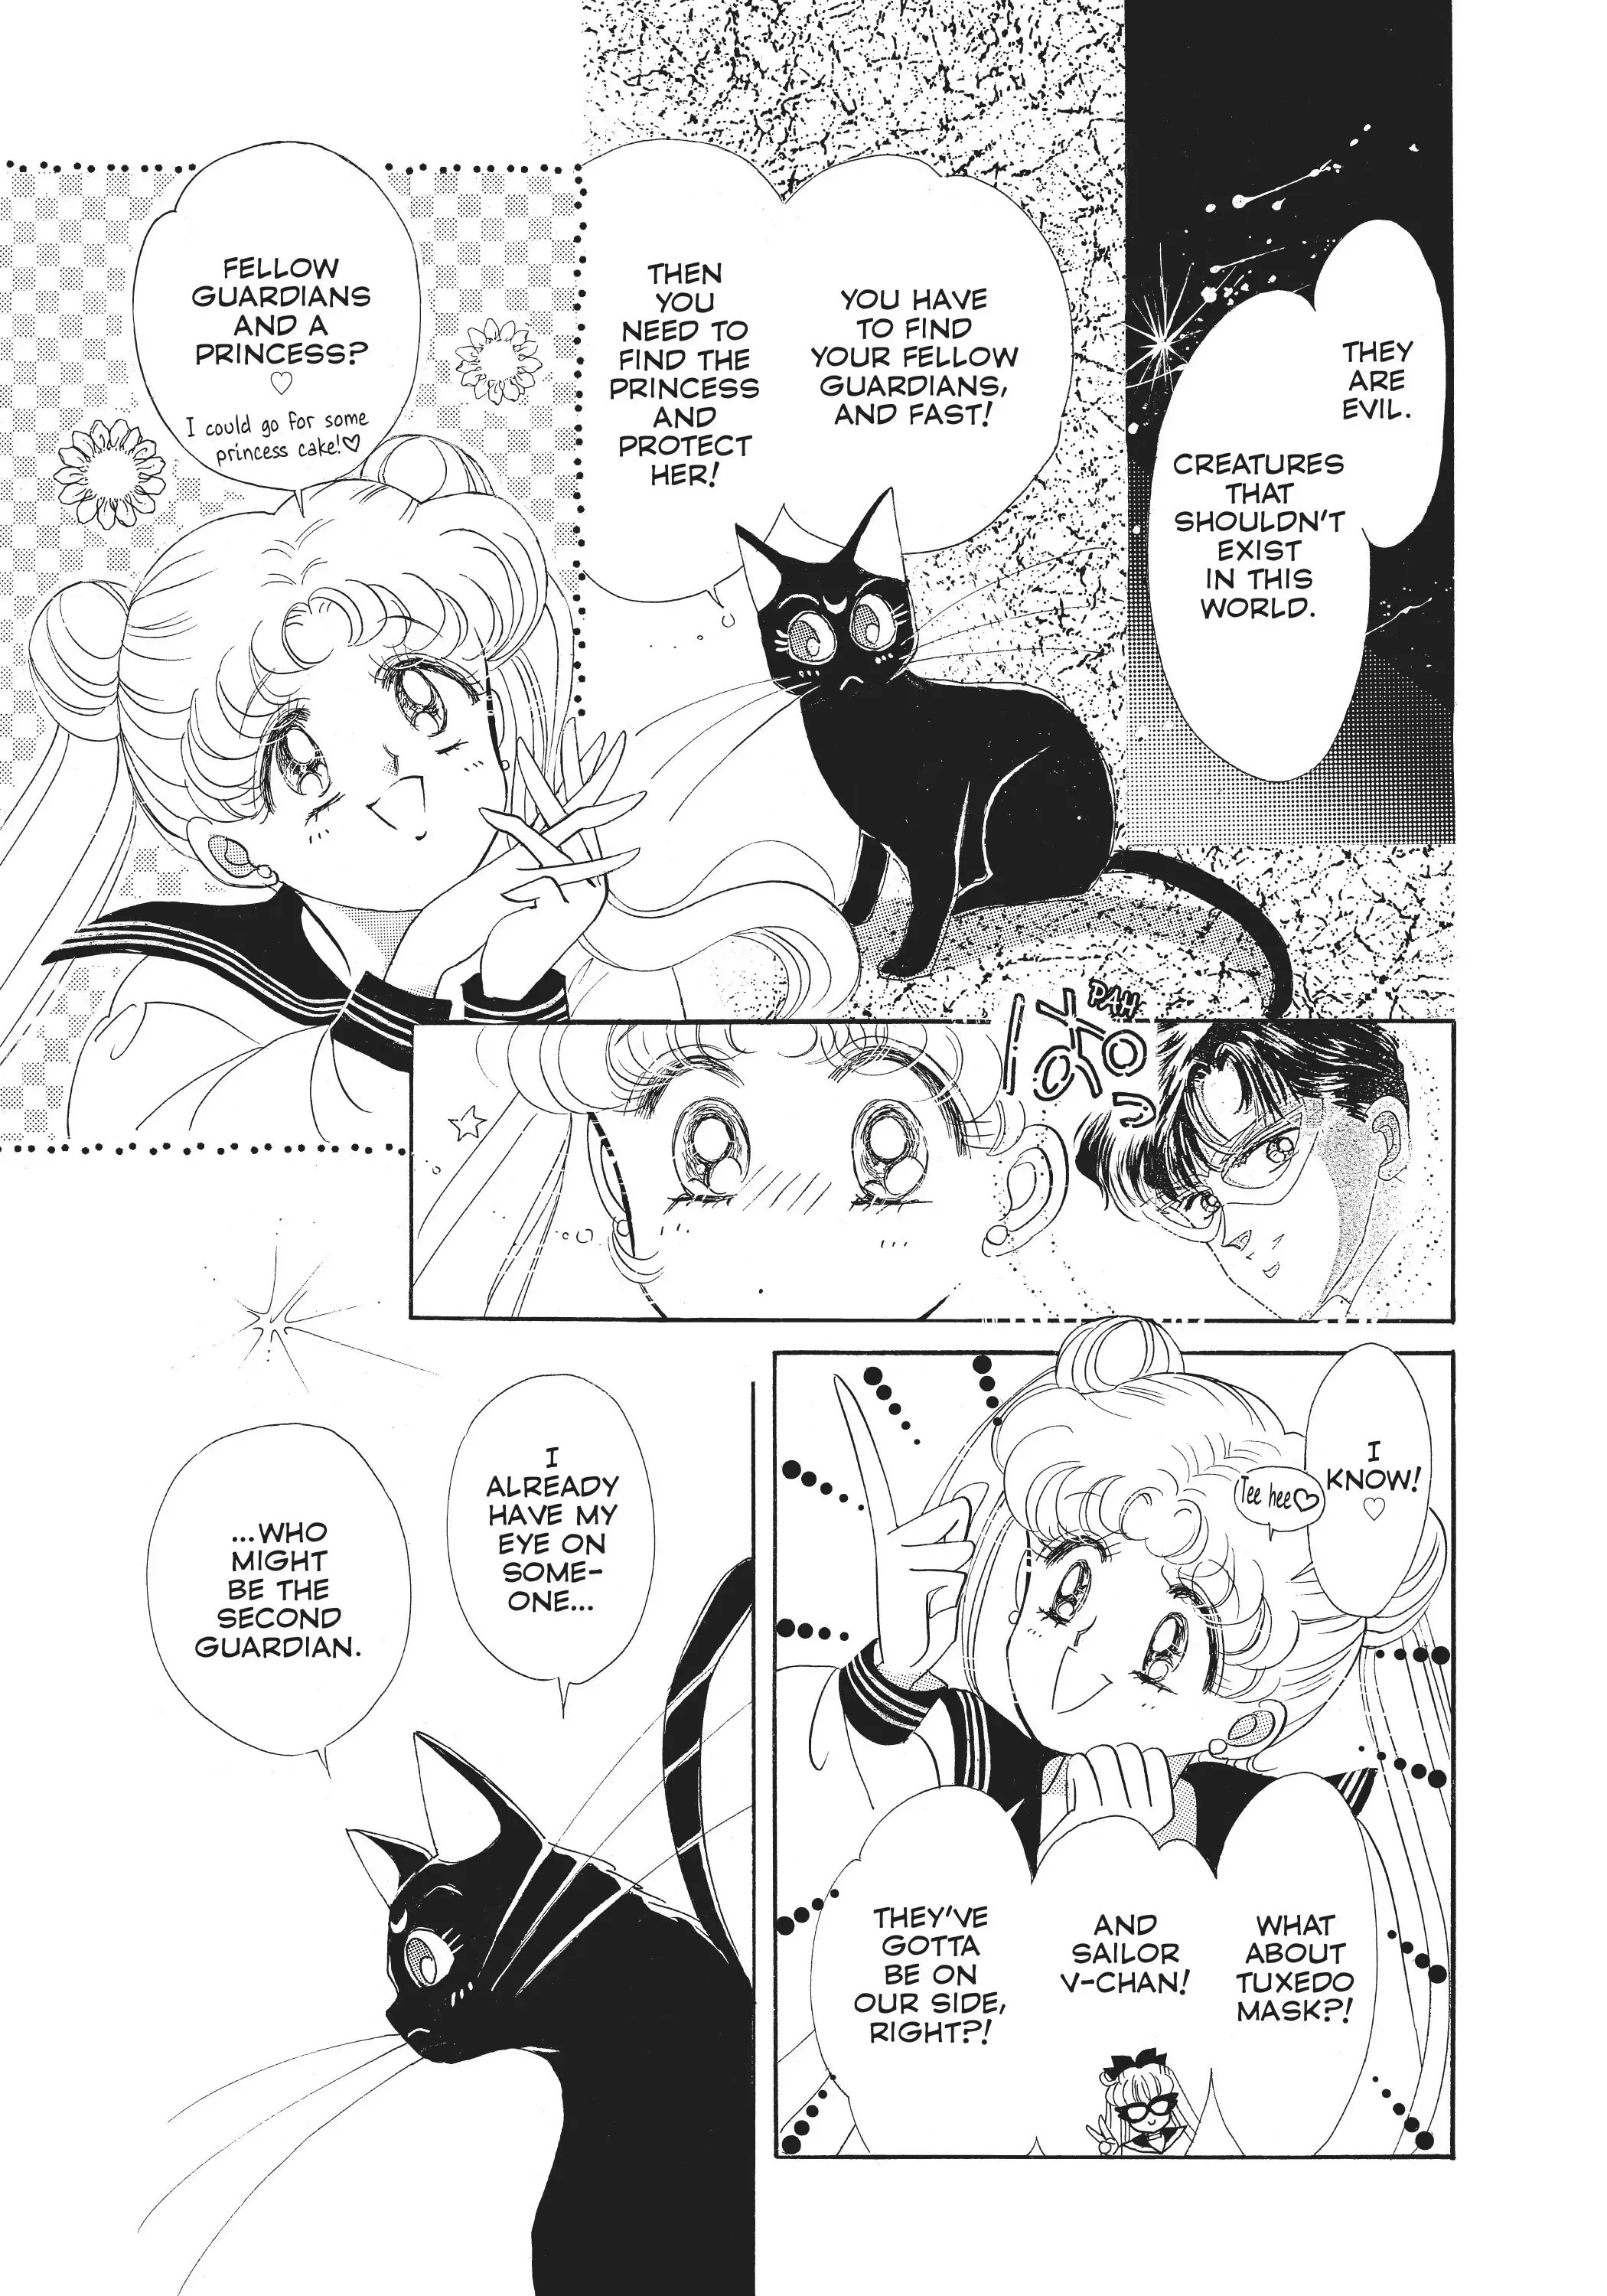 THEY
ARE
EVIL.
CREATURES
THAT
SHOULDN'T
EXIST
IN THIS
WORLD.
YOU HAVE
TO FIND
YOUR FELLOW
GUARDIANS,
AND FAST!
THEN
YOU
NEED TO
FIND THE
PRINCESS
AND
PROTECT
HER!
FELLOW
GUARDIANS
AND A
PRINCESS?
♡
I could go for some
princess cake!♡
PAH
I
KNOW!
♡
Tee hee♡
WHAT
ABOUT
TUXEDO
MASK?!
AND
SAILOR
V-CHAN!
THEY'VE
GOTTA
BE ON
OUR SIDE,
RIGHT?!
I
ALREADY
HAVE MY
EYE ON
SOME-
ONE...
...WHO
MIGHT
BE THE
SECOND
GUARDIAN.